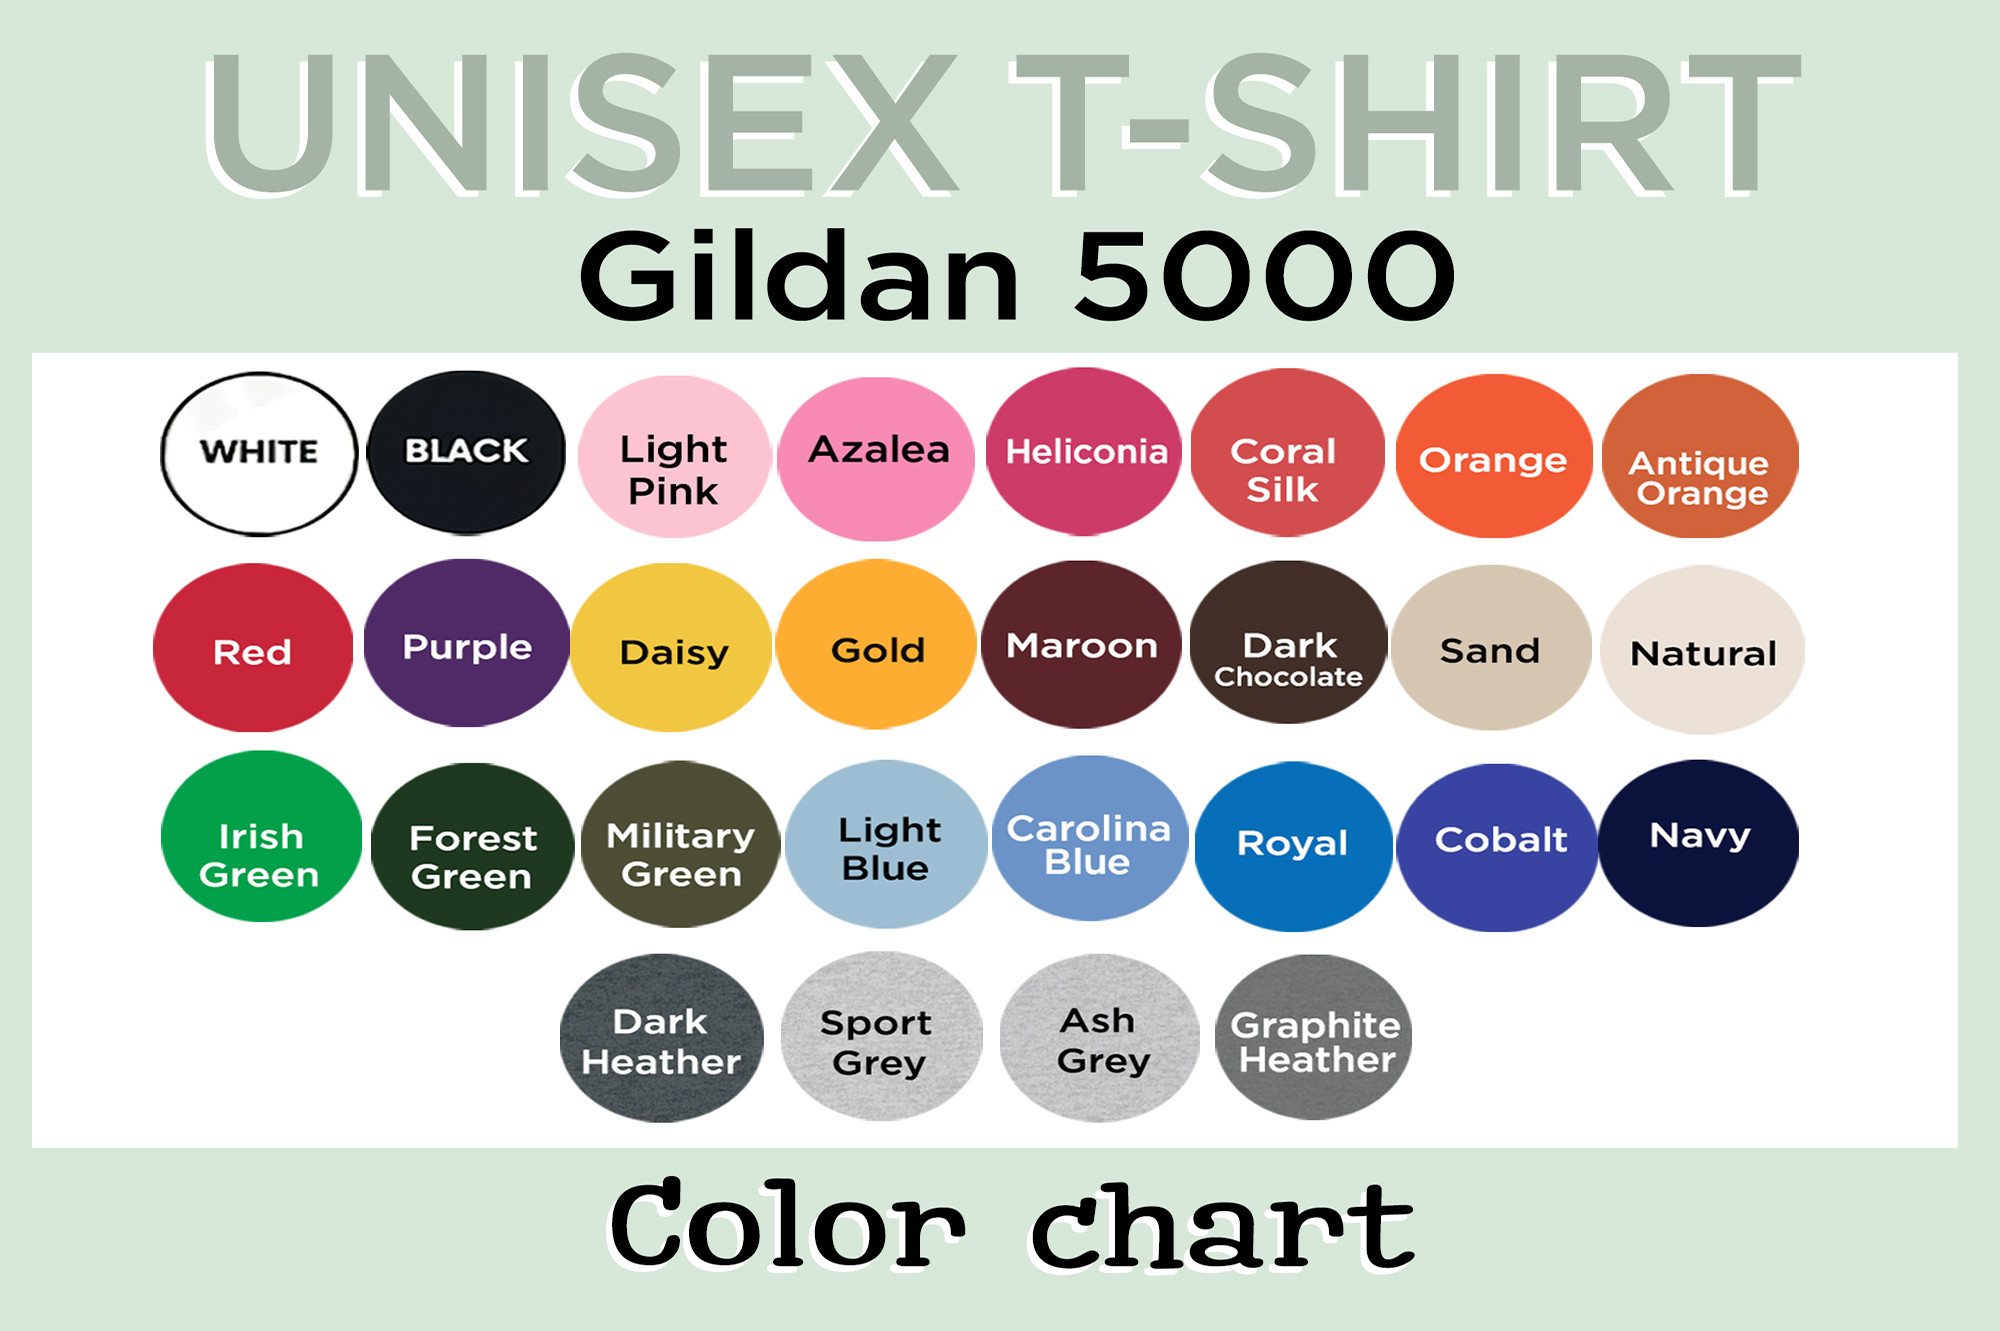 UNISEX T-SHIRT
Gildan 5000
WHITE
BLACK
Light
Pink
Azalea
Heliconia
Coral
Silk
Orange
Antique
Orange
Red
Purple
Daisy
Gold
Maroon
Dark
Chocolate
Sand
Natural
Irish
Green
Forest
Green
Military
Green
Light
Blue
Carolina
Blue
Royal
Cobalt
Navy
Dark
Heather
Sport
Grey
Ash
Grey
Graphite
Heather
Color chart